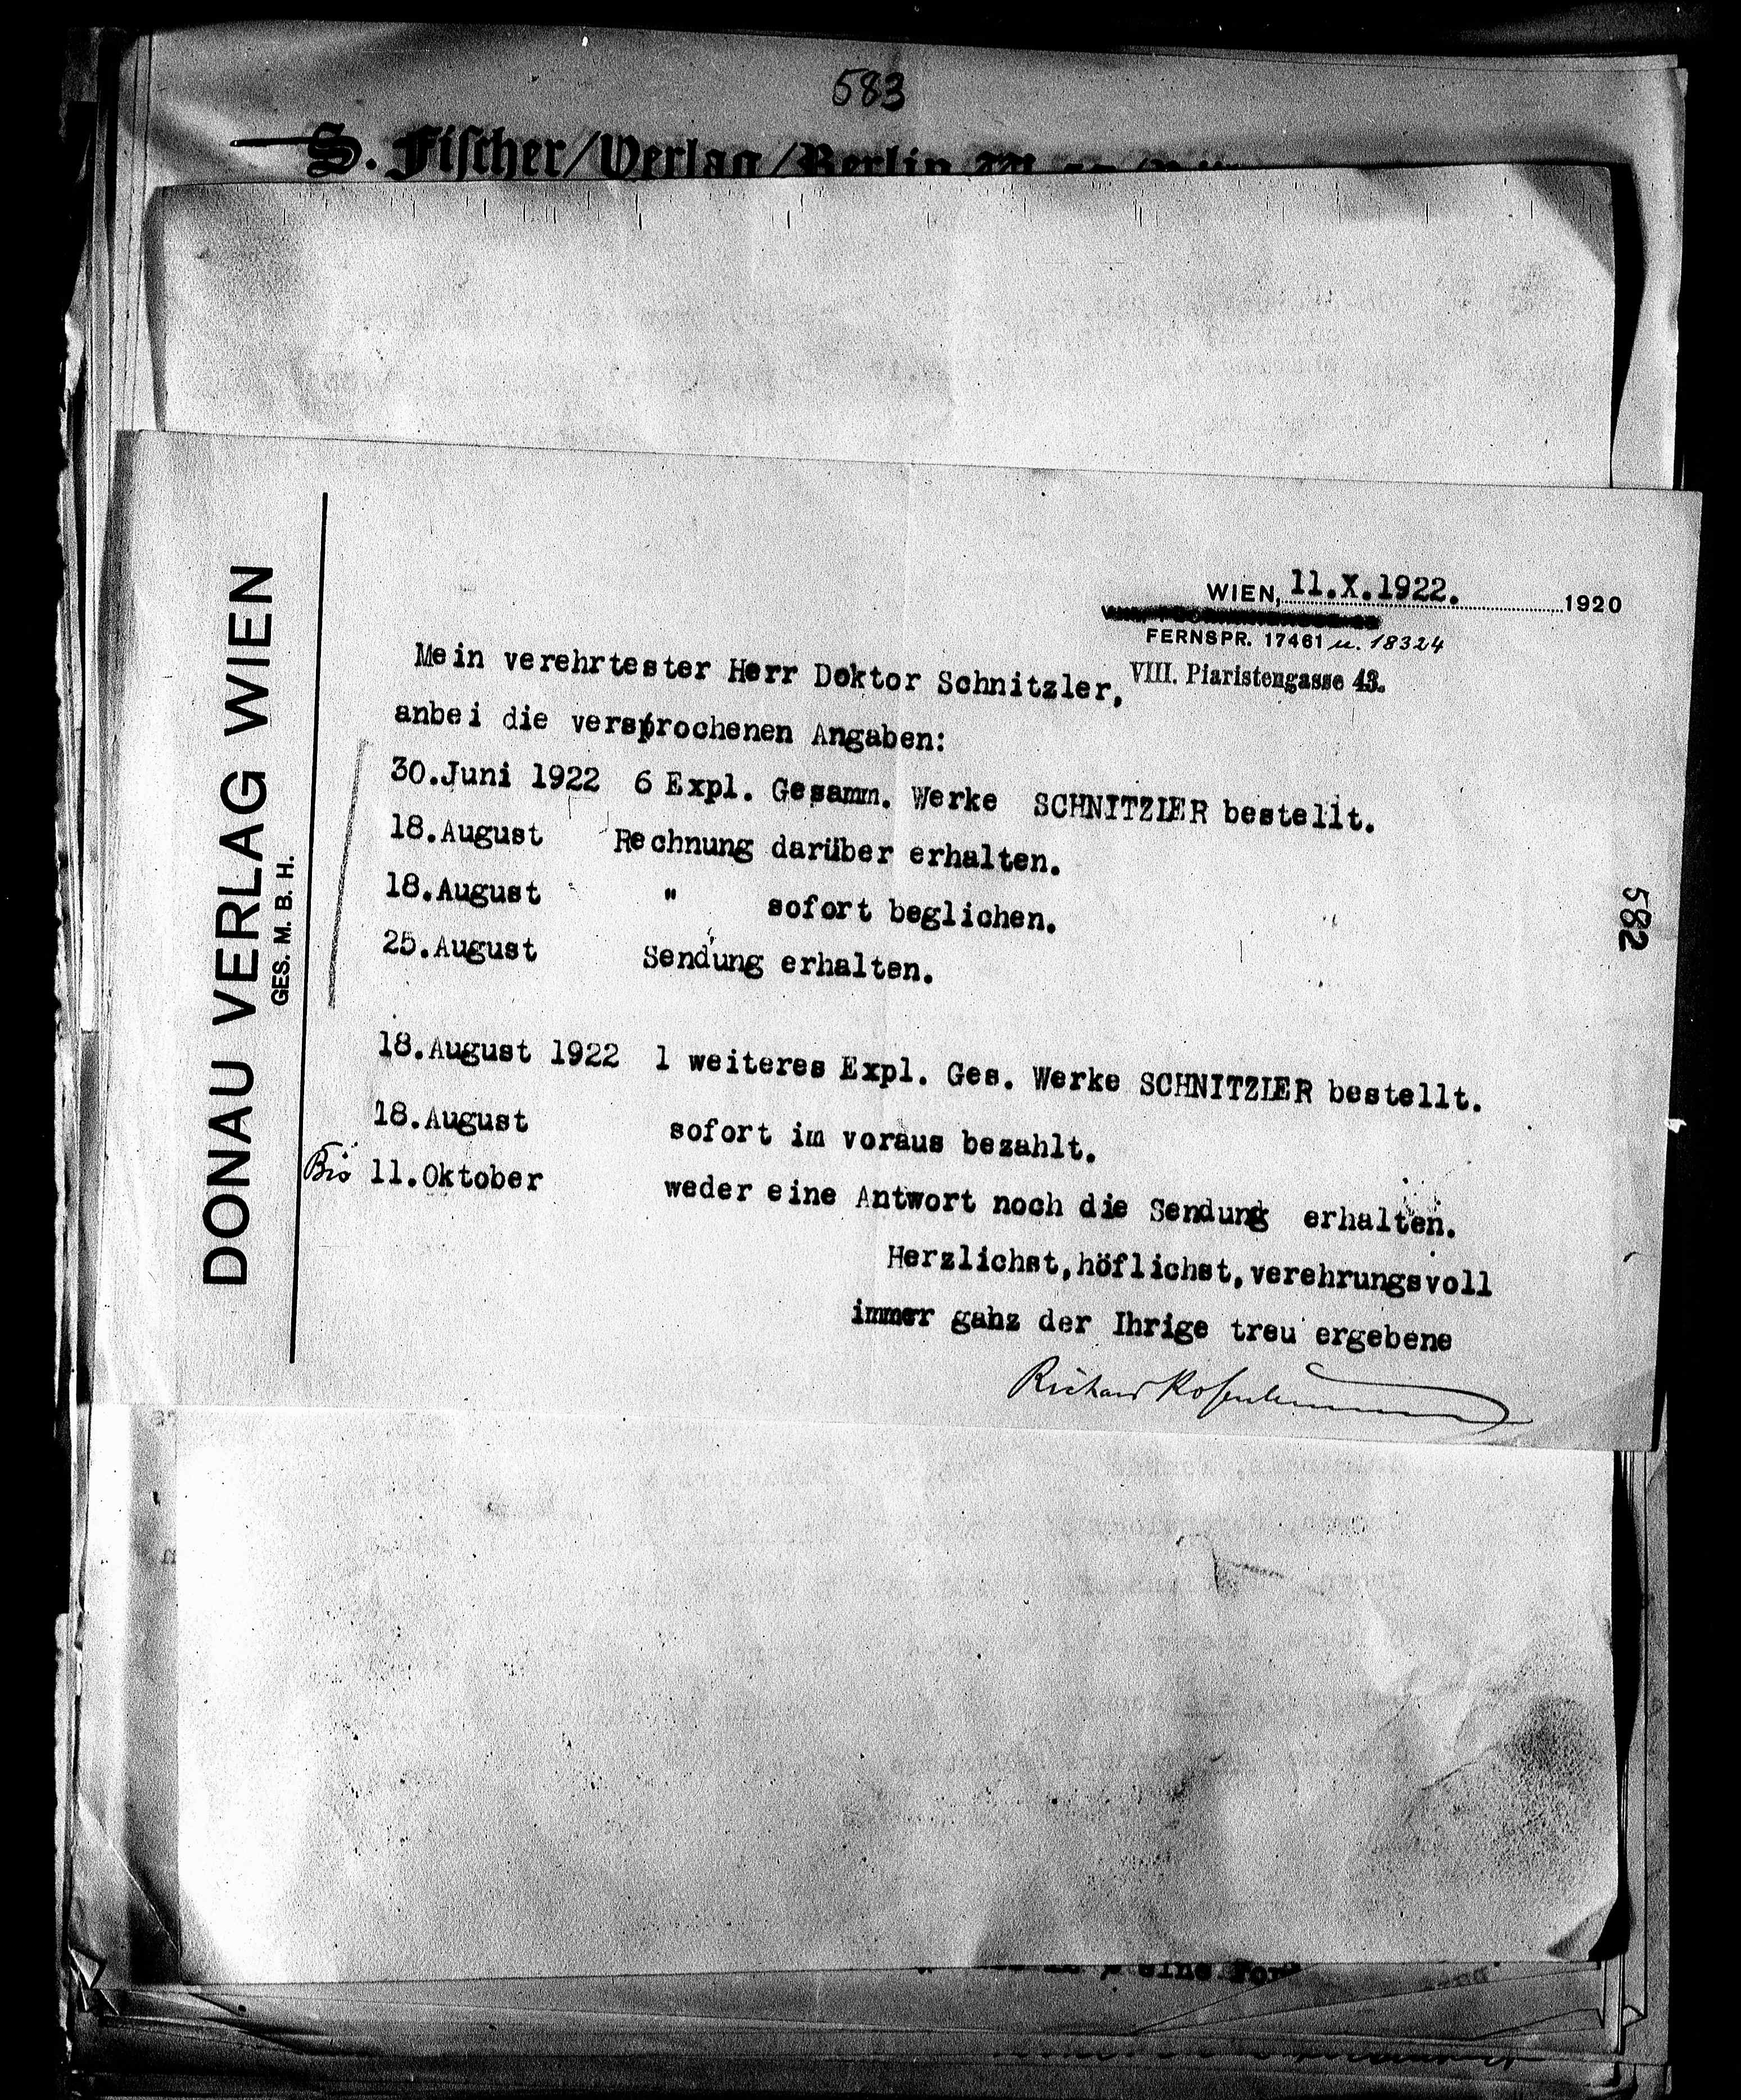 583
S. Fischer/Verlag/Berlin
DONAU VERLAG WIEN
GES. M. B. H.
WIEN, 11.X.1922. 1920
FERNSPR. 17461 u. 18324
VIII. Piaristengasse 43.
Mein verehrtester Herr Doktor Schnitzler,
anbei die versprochenen Angaben:
30.Juni 1922 6 Expl. Gesamm. Werke SCHNITZLER bestellt.
18.August Rechnung darüber erhalten.
18.August " sofort beglichen.
25.August Sendung erhalten.
582
18.August 1922 1 weiteres Expl. Ges. Werke SCHNITZLER bestellt.
18.August sofort im voraus bezahlt.
Bis 11.Oktober weder eine Antwort noch die Sendung erhalten.
Herzlichst,höflichst,verehrungsvoll
immer ganz der Ihrige treu ergebene
Richard Rosenbaum
eine For